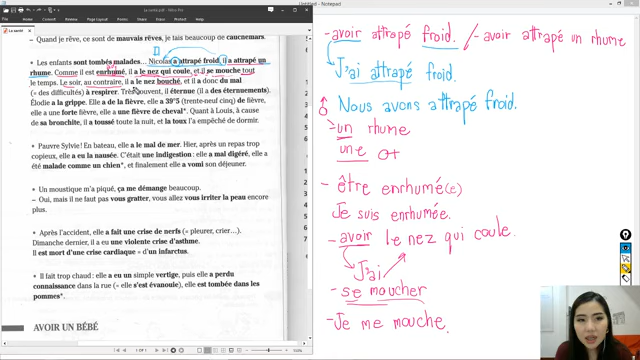 La santé.pdf
Untitled - Notepad
Quand je rêve, ce sont de mauvais rêves, je fais beaucoup de cauchemars.
• Les enfants sont tombés malades. Nicolas a attrapé froid, il a attrapé un
rhume. Comme il est enrhumé, il a le nez qui coule, et il se mouche tout
le temps. Le soir, au contraire, il a le nez bouché, et il a donc du mal
(= des difficultés) à respirer. Très souvent, il éternue (il a des éternuements).
Élodie a la grippe. Elle a de la fièvre, elle a 39°5 (trente-neuf cinq) de fièvre,
elle a une forte fièvre, elle a une fièvre de cheval. Quant à Louis, à cause
de sa bronchite, il a toussé toute la nuit, et la toux l'a empêché de dormir.
• Pauvre Sylvie! En bateau, elle a le mal de mer. Hier, après un repas trop
copieux, elle a eu la nausée. C'était une indigestion: elle a mal digéré, elle a
été malade comme un chien, et finalement elle a vomi son déjeuner.
• Un moustique m'a piqué, ça me démange beaucoup.
- Oui, mais il ne faut pas vous gratter, vous allez vous irriter la peau encore
plus.
• Après l'accident, elle a fait une crise de nerfs (= pleurer, crier...).
Dimanche dernier, il a eu une violente crise d'asthme.
Il est mort d'une crise cardiaque = d'un infarctus.
• Il fait trop chaud: elle a eu un simple vertige, puis elle a perdu
connaissance dans la rue (= elle s'est évanouie, elle est tombée dans les
pommes).
AVOIR UN BÉBÉ
- avoir attrapé froid. / - avoir attrapé un rhume
J'ai attrapé froid.
Nous avons attrapé froid.
- un rhume
une
- être enrhumé(e)
Je suis enrhumée.
- avoir le nez qui coule.
J'ai
- se moucher
- Je me mouche.